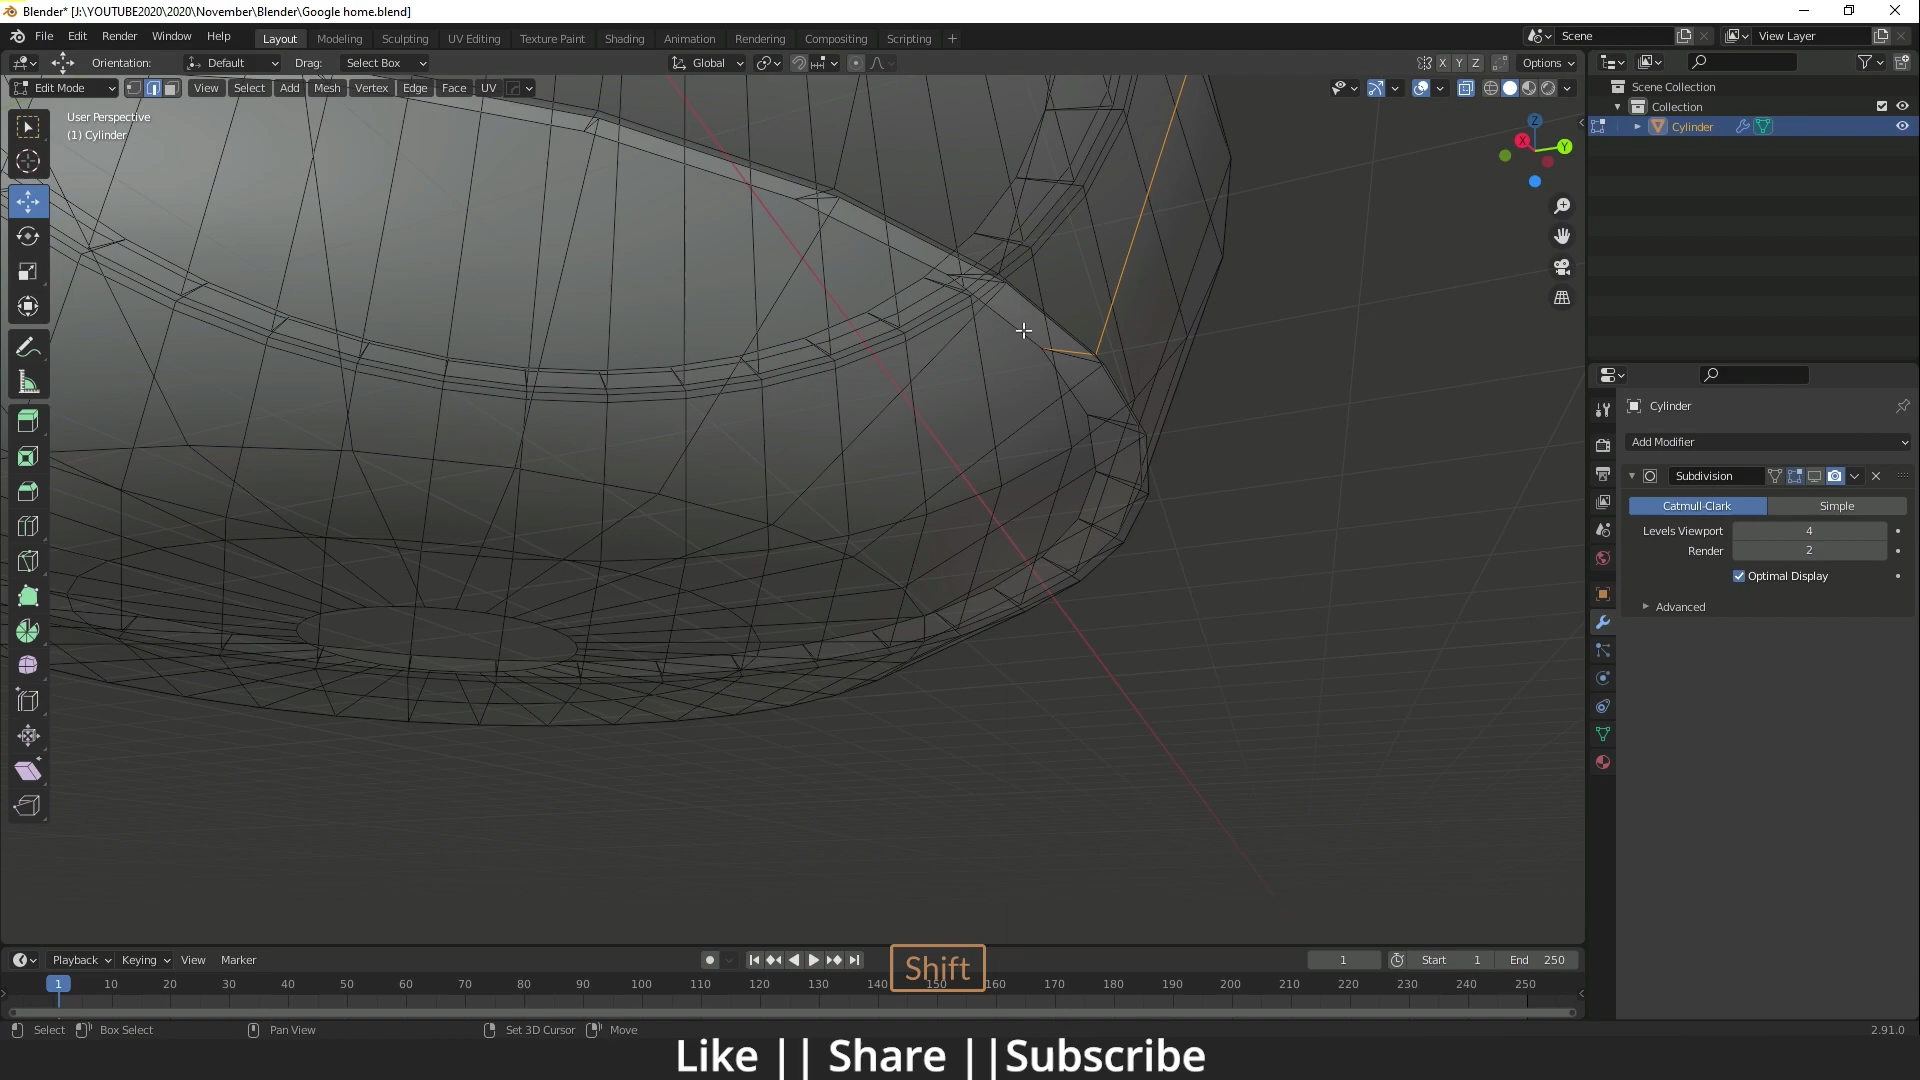 Blender* [J:\YOUTUBE2020\2020\November\Blender\Google home.blend]
File Edit Render Window Help Layout Modeling Sculpting UV Editing Texture Paint Shading Animation Rendering Compositing Scripting + Scene View Layer
Orientation: Default Drag: Select Box Global X Y Z Options
Edit Mode View Select Add Mesh Vertex Edge Face UV
User Perspective
(1) Cylinder
Z
X
Y
Scene Collection
Collection
Cylinder
Cylinder
Add Modifier
Subdivision
Catmull-Clark Simple
Levels Viewport 4
Render 2
Optimal Display
Advanced
Playback Keying View Marker 1 Start 1 End 250
Shift
1 10 20 30 40 50 60 70 80 90 100 110 120 130 140 150 160 170 180 190 200 210 220 230 240 250
Select Box Select Pan View Set 3D Cursor Move 2.91.0
Like || Share ||Subscribe